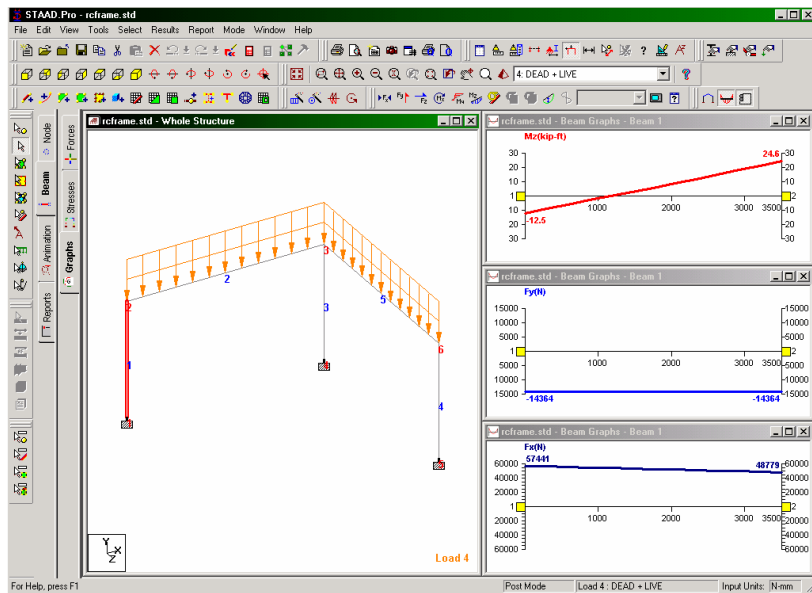 STAAD.Pro - rcframe.std
File Edit View Tools Select Results Report Mode Window Help
4: DEAD + LIVE
Node
Beam
Animation
Reports
Forces
Stresses
Graphs
rcframe.std - Whole Structure
3
2
2
5
3
6
1
4
Y
X
Z
Load 4
rcframe.std - Beam Graphs - Beam 1
Mz(kip-ft)
24.6
30 30
20 20
10 10
1 2
1000 2000 3000 3500
10 10
-12.5
20 20
30 30
rcframe.std - Beam Graphs - Beam 1
Fy(N)
15000 15000
10000 10000
5000 5000
1 2
1000 2000 3000 3500
5000 5000
10000 10000
15000 15000
-14364 -14364
rcframe.std - Beam Graphs - Beam 1
Fx(N)
57441 48779
60000 60000
40000 40000
20000 20000
1 2
1000 2000 3000 3500
20000 20000
40000 40000
60000 60000
For Help, press F1 Post Mode Load 4 : DEAD + LIVE Input Units: N-mm